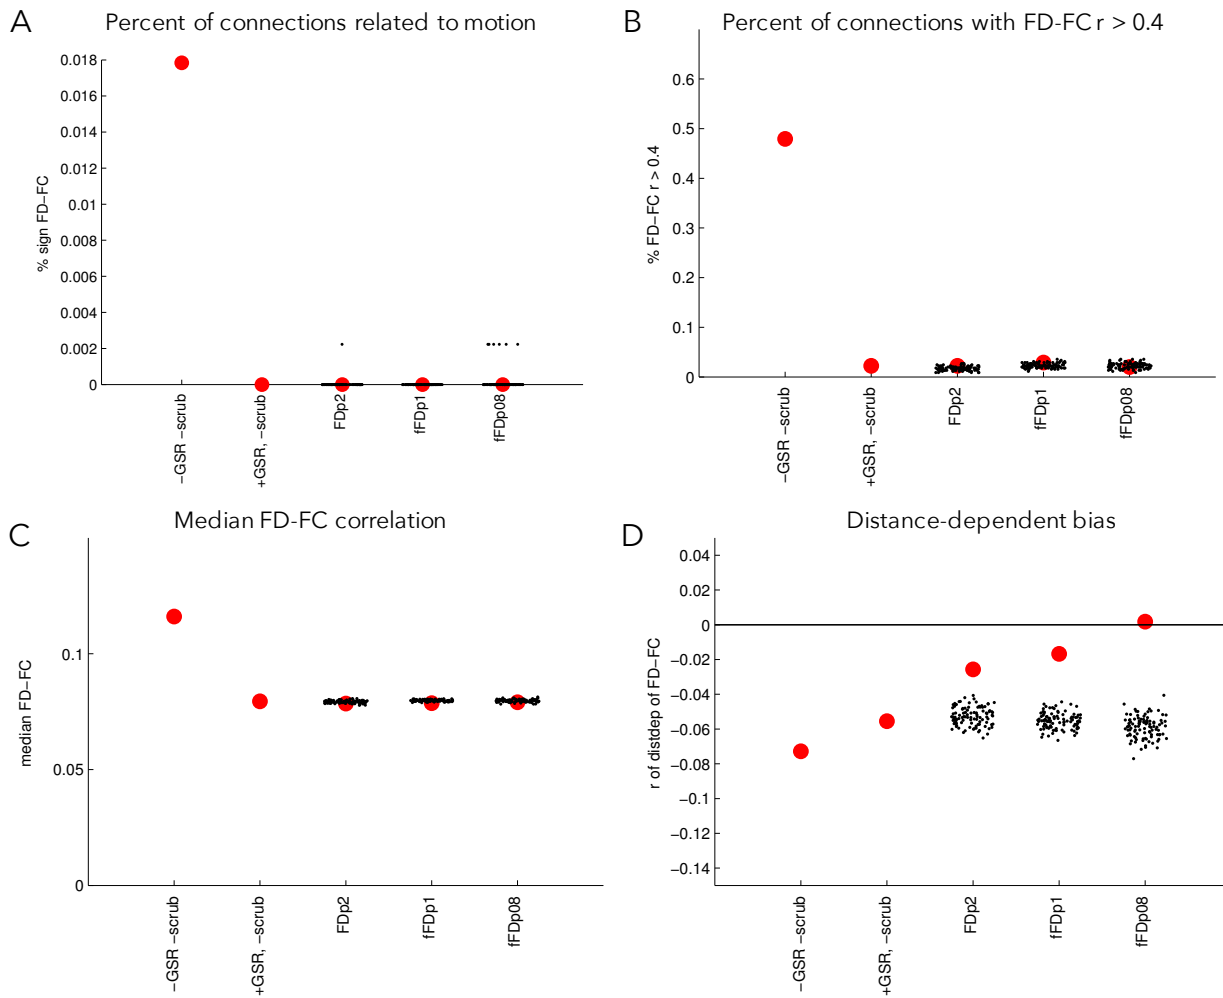 A
Percent of connections related to motion
% sign FD−FC
0.018
0.016
0.014
0.012
0.01
0.008
0.006
0.004
0.002
0
−GSR −scrub
+GSR, −scrub
FDp2
fFDp1
fFDp08
B
Percent of connections with FD-FC r > 0.4
% FD−FC r > 0.4
0.6
0.5
0.4
0.3
0.2
0.1
0
−GSR −scrub
+GSR, −scrub
FDp2
fFDp1
fFDp08
C
Median FD-FC correlation
median FD−FC
0.1
0.05
0
−GSR −scrub
+GSR, −scrub
FDp2
fFDp1
fFDp08
D
Distance-dependent bias
r of distdep of FD−FC
0.04
0.02
0
−0.02
−0.04
−0.06
−0.08
−0.1
−0.12
−0.14
−GSR −scrub
+GSR, −scrub
FDp2
fFDp1
fFDp08